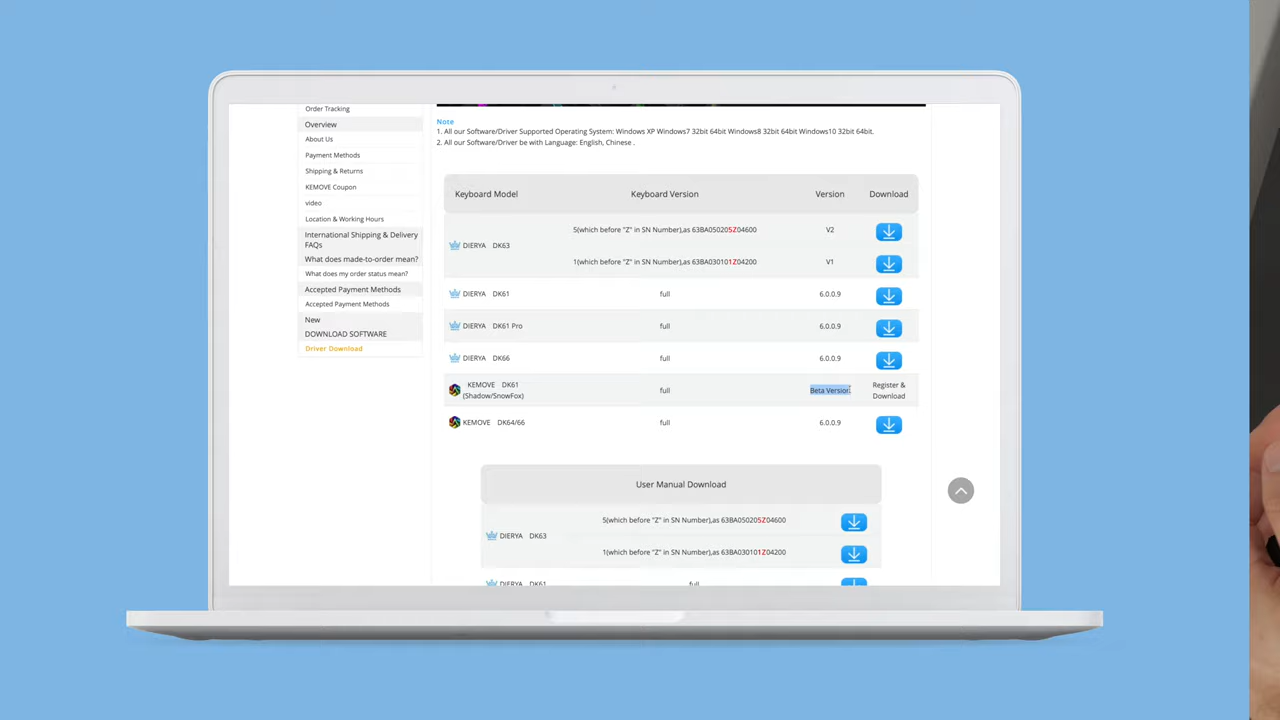 Order Tracking
Overview
About Us
Payment Methods
Shipping & Returns
KEMOVE Coupon
video
Location & Working Hours
International Shipping & Delivery
FAQs
What does made-to-order mean?
What does my order status mean?
Accepted Payment Methods
Accepted Payment Methods
New
DOWNLOAD SOFTWARE
Driver Download
Note
1. All our Software/Driver Supported Operating System: Windows XP Windows7 32bit 64bit Windows8 32bit 64bit Windows10 32bit 64bit.
2. All our Software/Driver be with Language: English, Chinese .
Keyboard Model Keyboard Version Version Download
DIERYA DK63
5(which before "Z" in SN Number),as 63BA050205Z04600 V2
1(which before "Z" in SN Number),as 63BA030101Z04200 V1
DIERYA DK61 full 6.0.0.9
DIERYA DK61 Pro full 6.0.0.9
DIERYA DK66 full 6.0.0.9
KEMOVE DK61 full Beta Version Register &
(Shadow/SnowFox) Download
KEMOVE DK64/66 full 6.0.0.9
User Manual Download
DIERYA DK63
5(which before "Z" in SN Number),as 63BA050205Z04600
1(which before "Z" in SN Number),as 63BA030101Z04200
DIERYA DK61 full